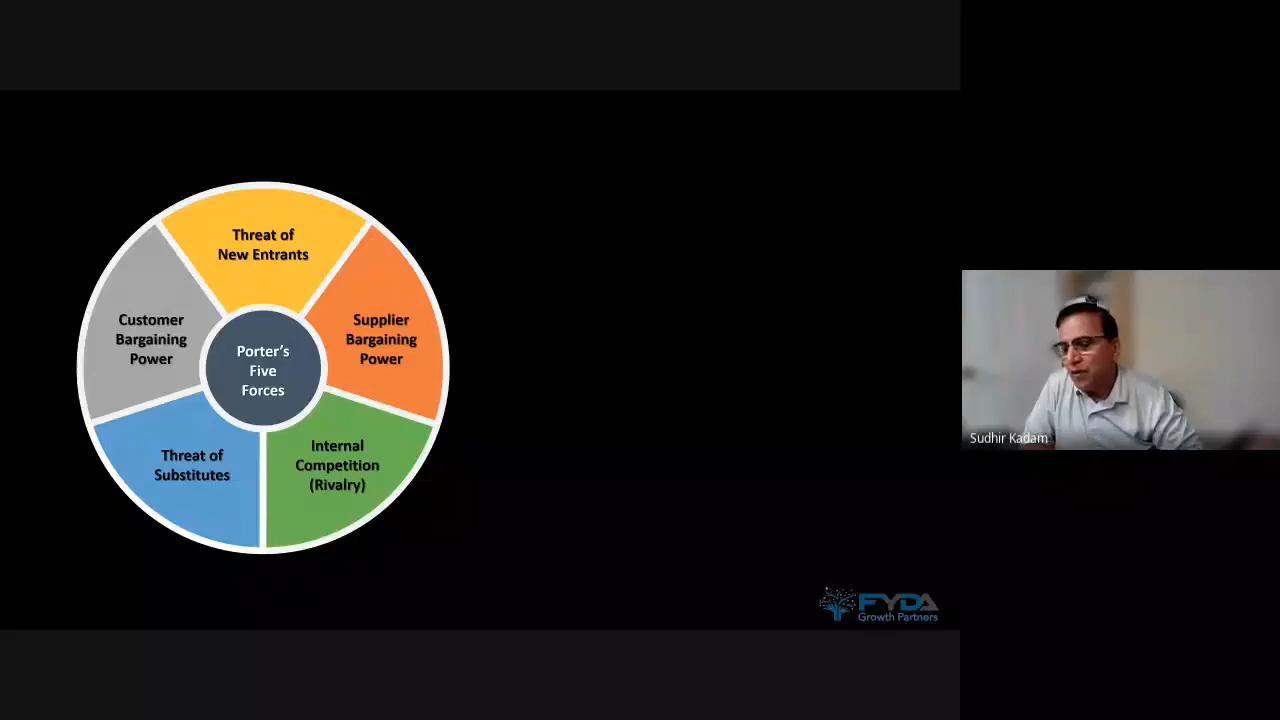 Threat of
New Entrants
Customer
Bargaining
Power
Supplier
Bargaining
Power
Porter's
Five
Forces
Threat of
Substitutes
Internal
Competition
(Rivalry)
Sudhir Kadam
FYDA
Growth Partners